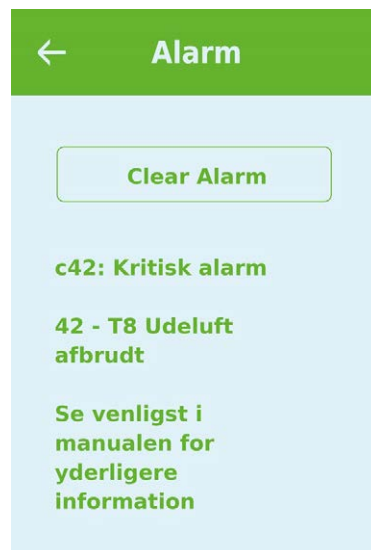 Alarm
Clear Alarm
c42: Kritisk alarm
42 - T8 Udeluft
afbrudt
Se venligst i
manualen for
yderligere
information